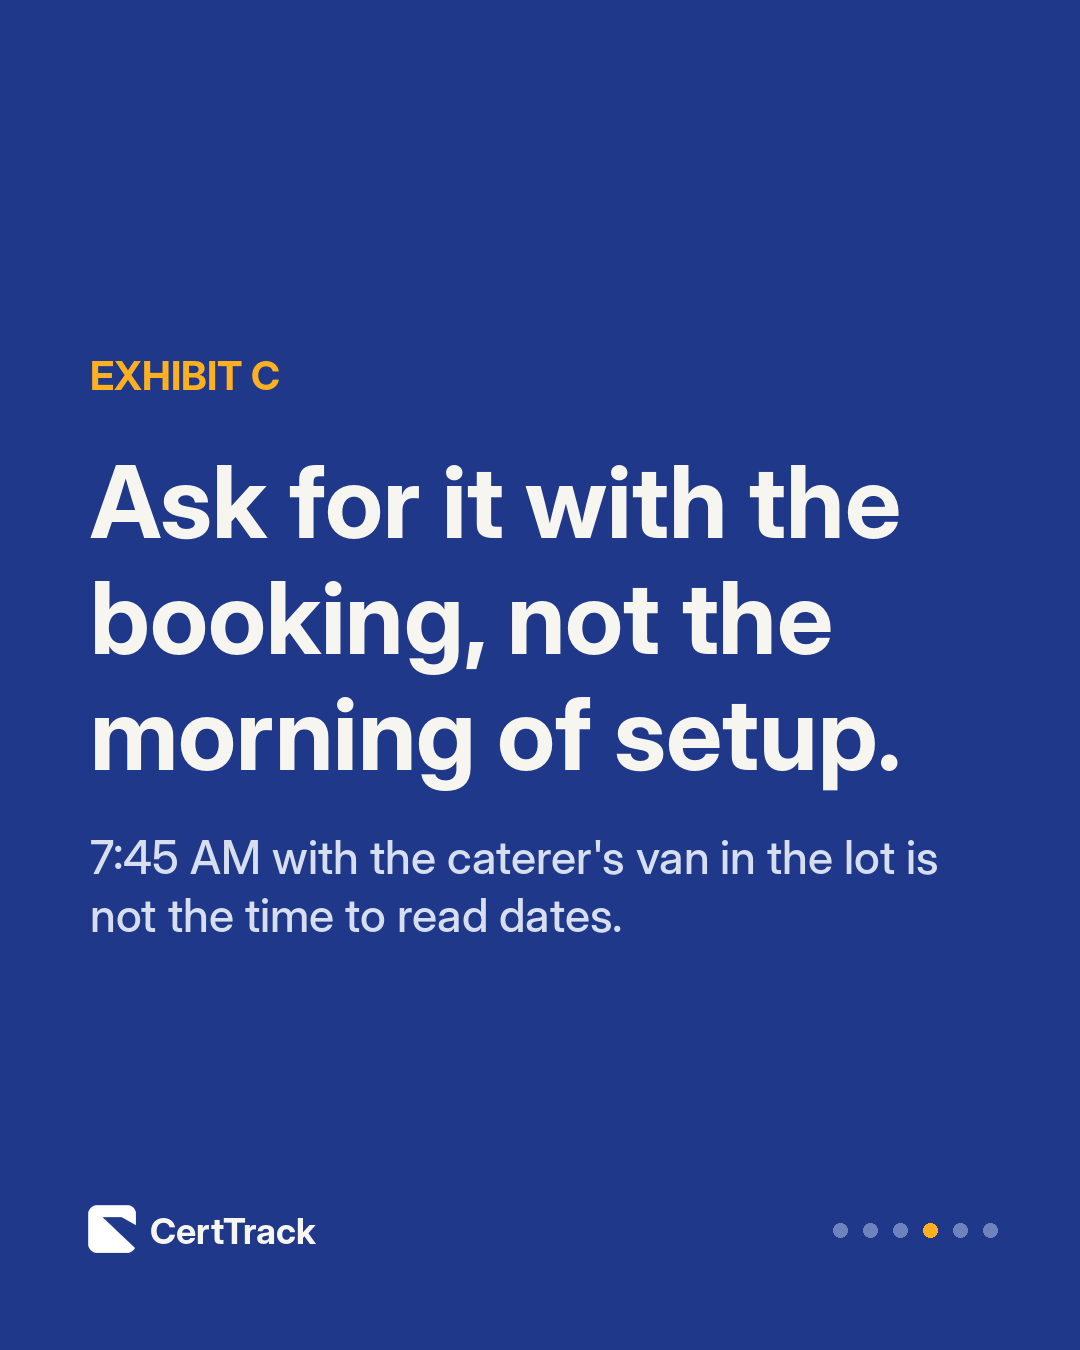 EXHIBIT C
Ask for it with the
booking, not the
morning of setup.
7:45 AM with the caterer's van in the lot is
not the time to read dates.
CertTrack